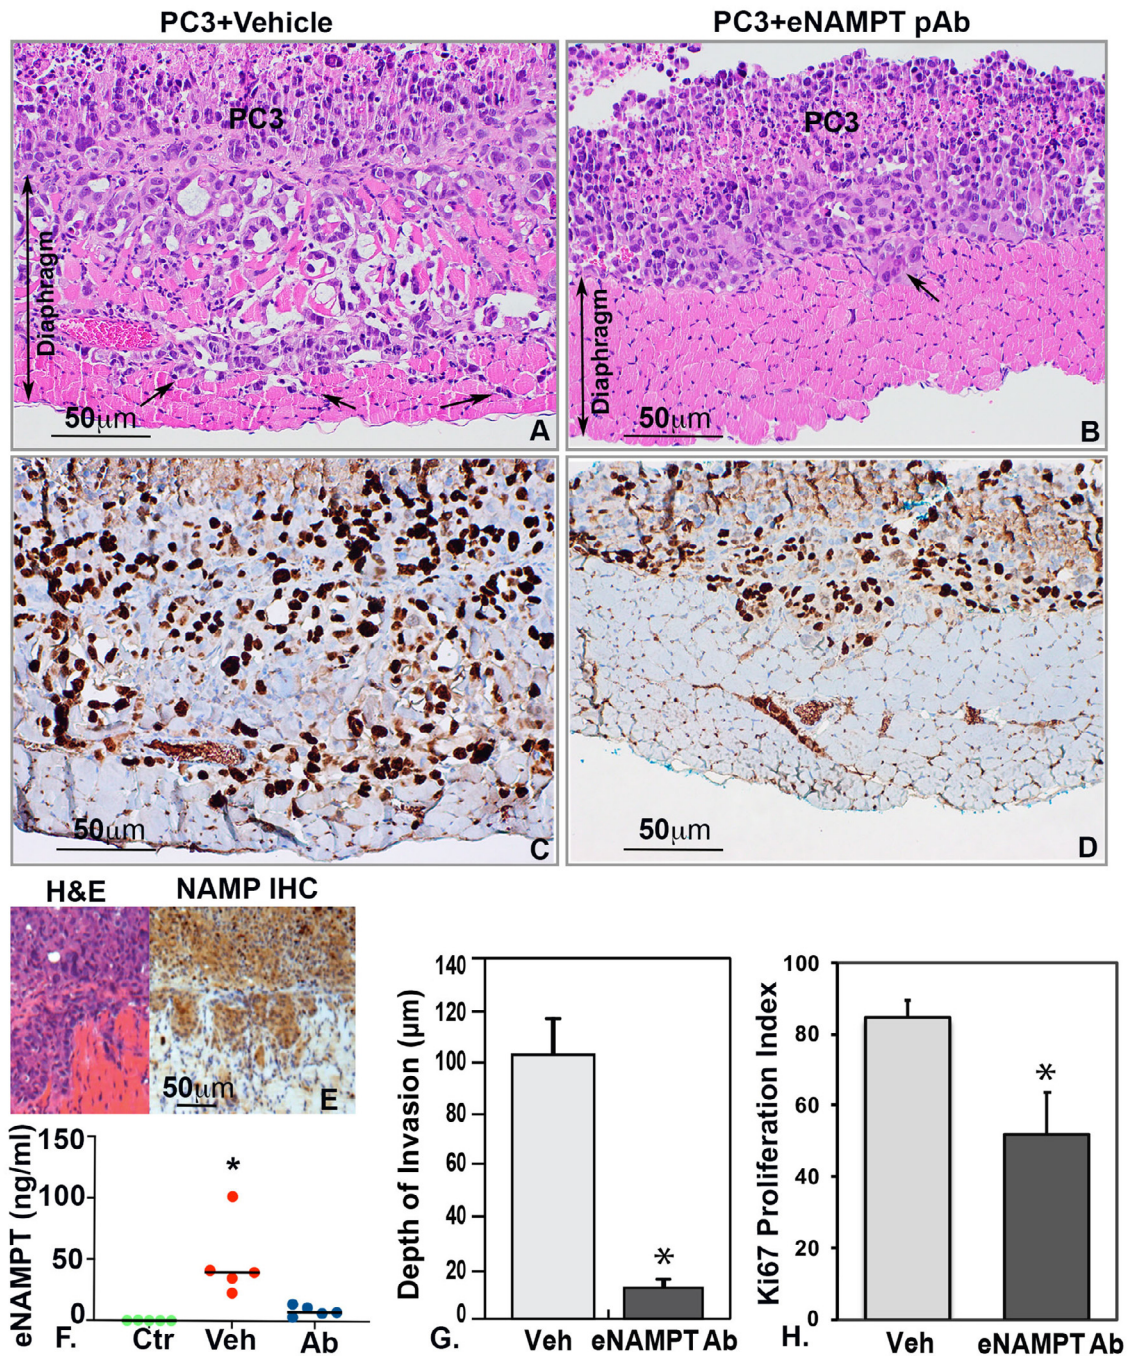 PC3+Vehicle
PC3+eNAMPT pAb
PC3
Diaphragm
50μm
A
PC3
Diaphragm
50μm
B
50μm
C
50μm
D
H&E
NAMP IHC
50μm
E
eNAMPT (ng/ml)
150
100
50
0
*
F.
Ctr
Veh
Ab
Depth of Invasion (μm)
140
120
100
80
60
40
20
0
*
G.
Veh
eNAMPT Ab
Ki67 Proliferation Index
100
80
60
40
20
0
*
H.
Veh
eNAMPT Ab